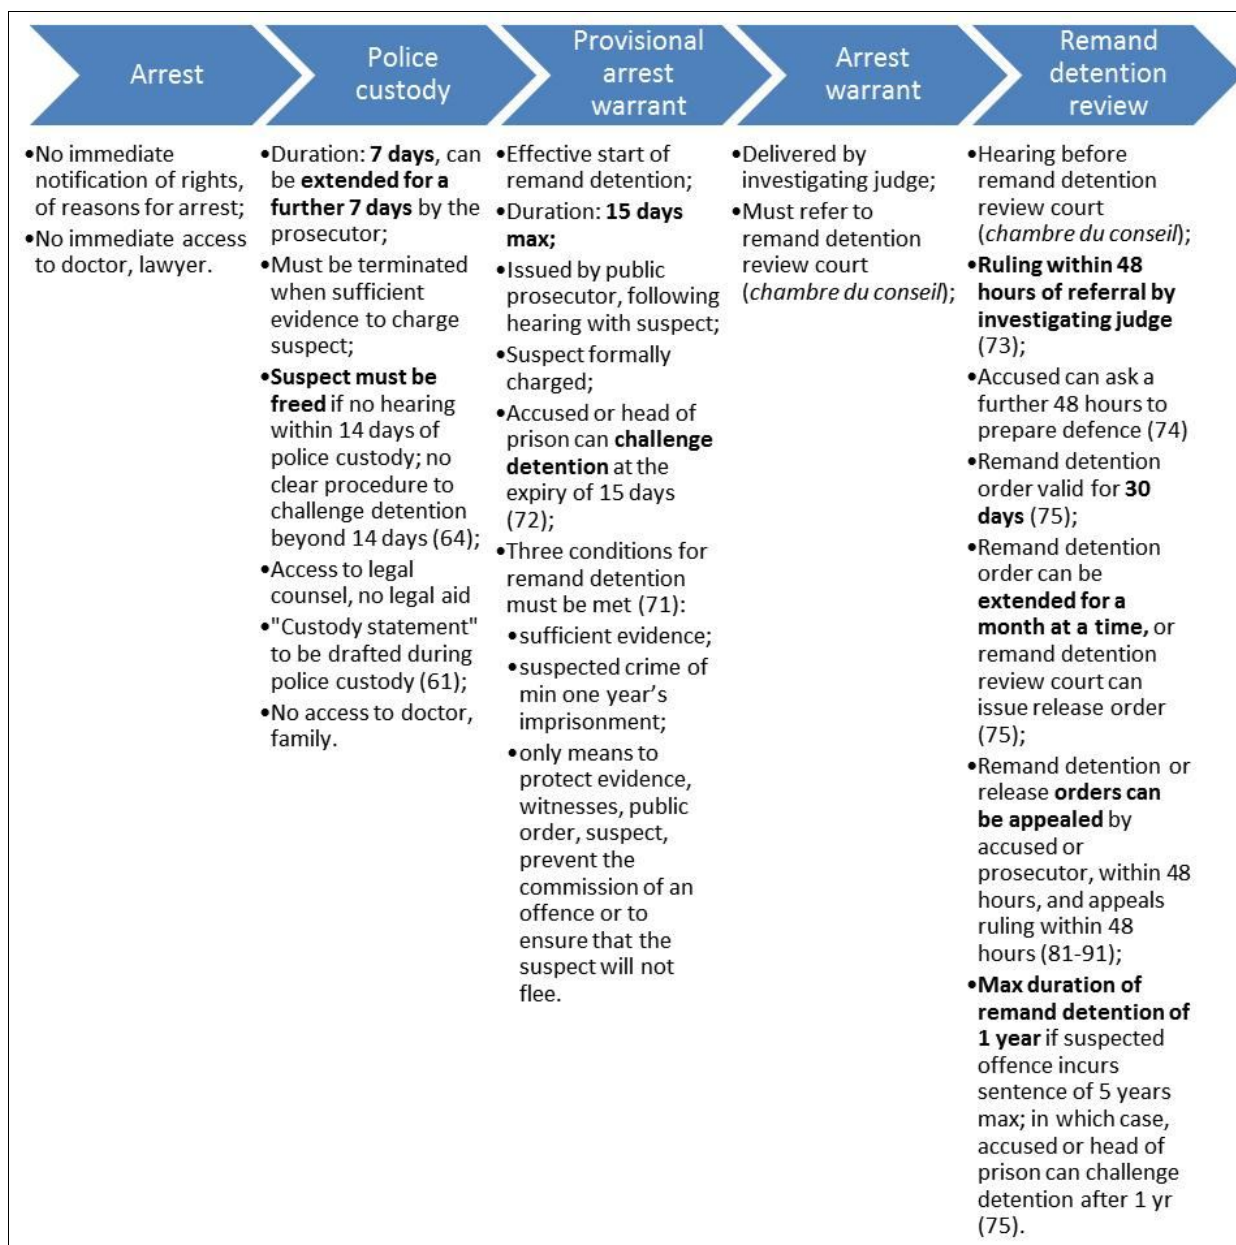 Arrest
Police
custody
Provisional
arrest
warrant
Arrest
warrant
Remand
detention
review
•No immediate
notification of rights,
of reasons for arrest;
•No immediate access
to doctor, lawyer.
•Duration: 7 days, can
be extended for a
further 7 days by the
prosecutor;
•Must be terminated
when sufficient
evidence to charge
suspect;
•Suspect must be
freed if no hearing
within 14 days of
police custody; no
clear procedure to
challenge detention
beyond 14 days (64);
•Access to legal
counsel, no legal aid
•"Custody statement"
to be drafted during
police custody (61);
•No access to doctor,
family.
•Effective start of
remand detention;
•Duration: 15 days
max;
•Issued by public
prosecutor, following
hearing with suspect;
•Suspect formally
charged;
•Accused or head of
prison can challenge
detention at the
expiry of 15 days
(72);
•Three conditions for
remand detention
must be met (71):
•sufficient evidence;
•suspected crime of
min one year’s
imprisonment;
•only means to
protect evidence,
witnesses, public
order, suspect,
prevent the
commission of an
offence or to
ensure that the
suspect will not
flee.
•Delivered by
investigating judge;
•Must refer to
remand detention
review court
(chambre du conseil);
•Hearing before
remand detention
review court
(chambre du conseil);
•Ruling within 48
hours of referral by
investigating judge
(73);
•Accused can ask a
further 48 hours to
prepare defence (74)
•Remand detention
order valid for 30
days (75);
•Remand detention
order can be
extended for a
month at a time, or
remand detention
review court can
issue release order
(75);
•Remand detention or
release orders can
be appealed by
accused or
prosecutor, within 48
hours, and appeals
ruling within 48
hours (81-91);
•Max duration of
remand detention of
1 year if suspected
offence incurs
sentence of 5 years
max; in which case,
accused or head of
prison can challenge
detention after 1 yr
(75).